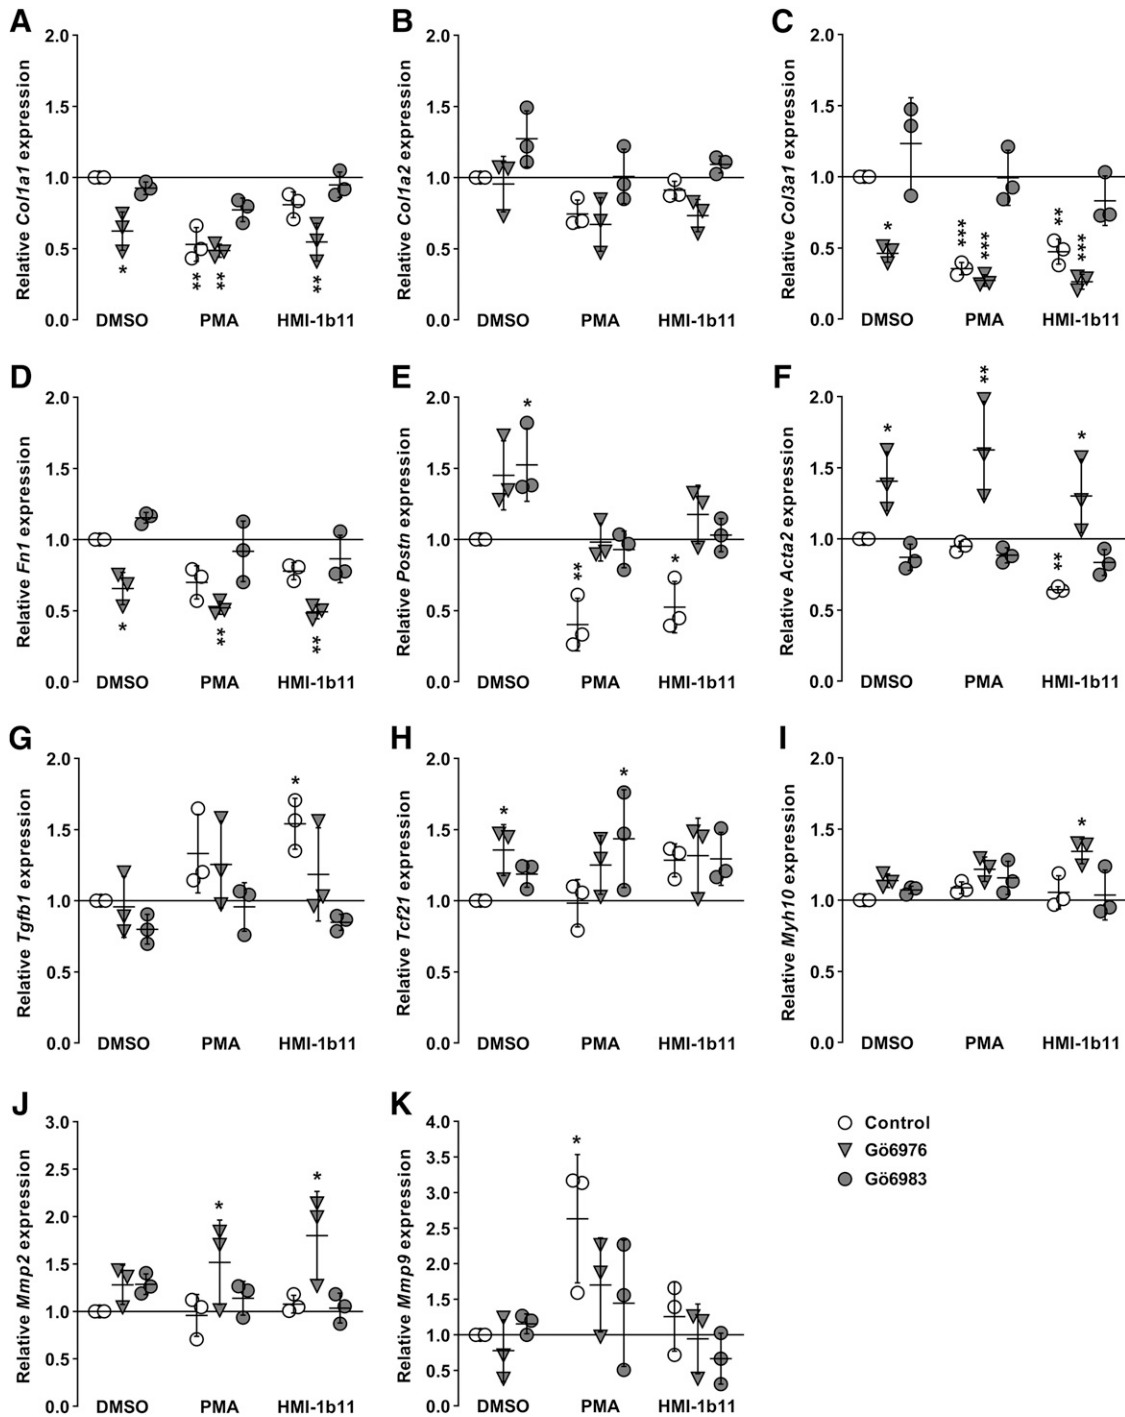 A
Relative Col1a1 expression
2.0
1.5
1.0
0.5
0.0
*
**
**
**
DMSO PMA HMI-1b11
B
Relative Col1a2 expression
2.0
1.5
1.0
0.5
0.0
DMSO PMA HMI-1b11
C
Relative Col3a1 expression
2.0
1.5
1.0
0.5
0.0
*
***
***
**
***
DMSO PMA HMI-1b11
D
Relative Fn1 expression
2.0
1.5
1.0
0.5
0.0
*
**
**
DMSO PMA HMI-1b11
E
Relative Postn expression
2.0
1.5
1.0
0.5
0.0
*
**
*
DMSO PMA HMI-1b11
F
Relative Acta2 expression
2.0
1.5
1.0
0.5
0.0
*
**
**
*
DMSO PMA HMI-1b11
G
Relative Tgfb1 expression
2.0
1.5
1.0
0.5
0.0
*
DMSO PMA HMI-1b11
H
Relative Tcf21 expression
2.0
1.5
1.0
0.5
0.0
*
*
DMSO PMA HMI-1b11
I
Relative Myh10 expression
2.0
1.5
1.0
0.5
0.0
*
DMSO PMA HMI-1b11
J
Relative Mmp2 expression
3.0
2.5
2.0
1.5
1.0
0.5
0.0
*
*
DMSO PMA HMI-1b11
K
Relative Mmp9 expression
4.0
3.5
3.0
2.5
2.0
1.5
1.0
0.5
0.0
*
DMSO PMA HMI-1b11
Control
Gö6976
Gö6983